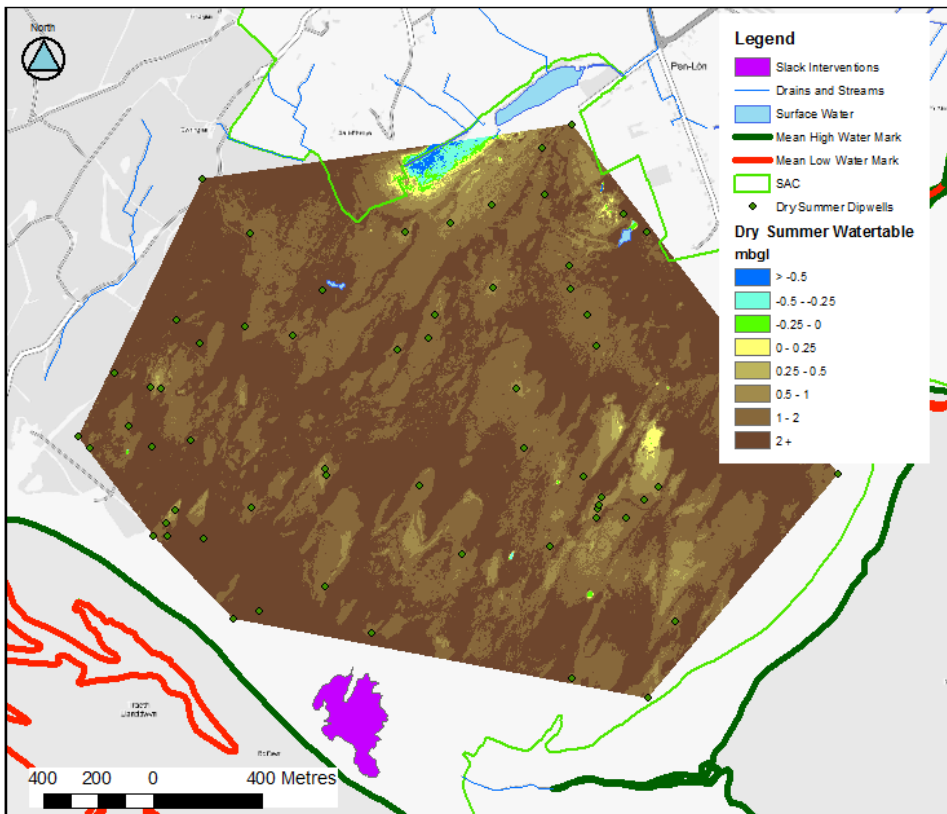 North
Pen-Lôn
Legend
Slack Interventions
Drains and Streams
Surface Water
Mean High Water Mark
Mean Low Water Mark
SAC
Dry Summer Dipwells
Dry Summer Watertable
mbgl
> -0.5
-0.5 - -0.25
-0.25 - 0
0 - 0.25
0.25 - 0.5
0.5 - 1
1 - 2
2 +
Traeth
Llanddwyn
400 200 0 400 Metres